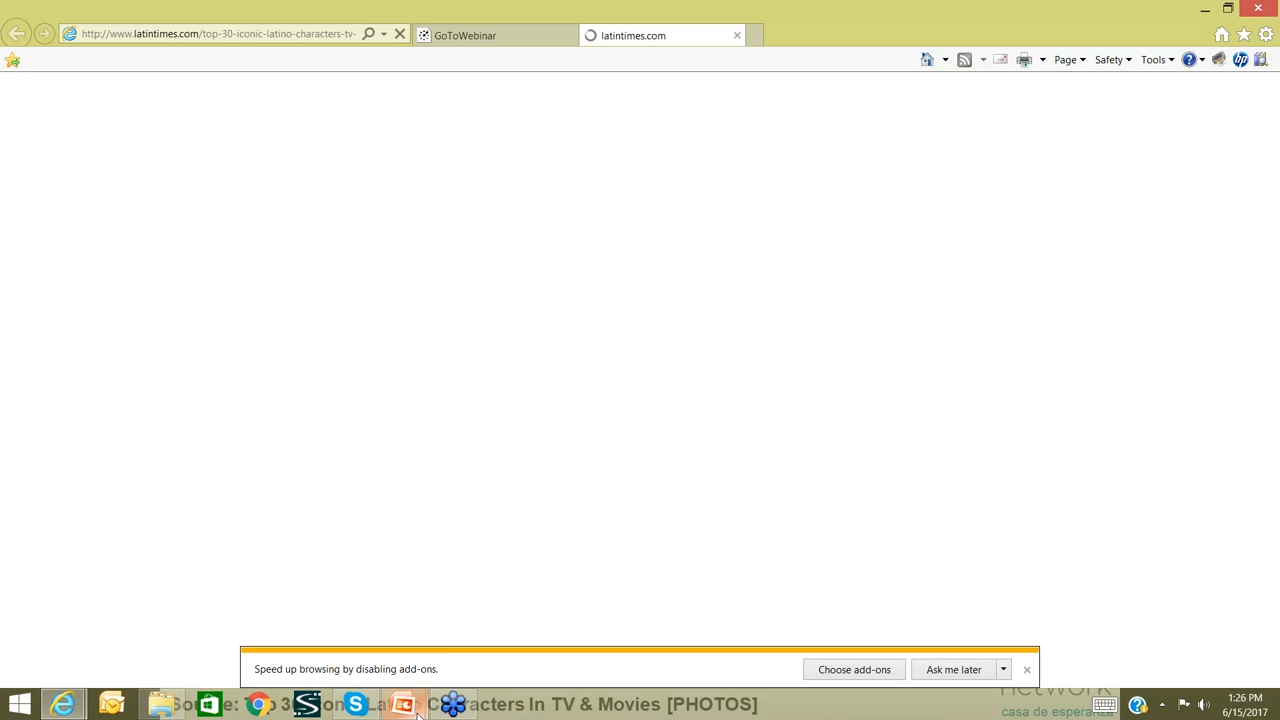 http://www.latintimes.com/top-30-iconic-latino-characters-tv-
GoToWebinar
latintimes.com
Page
Safety
Tools
Speed up browsing by disabling add-ons.
Choose add-ons
Ask me later
network
casa de esperanza
Characters In TV & Movies [PHOTOS]
1:26 PM
6/15/2017